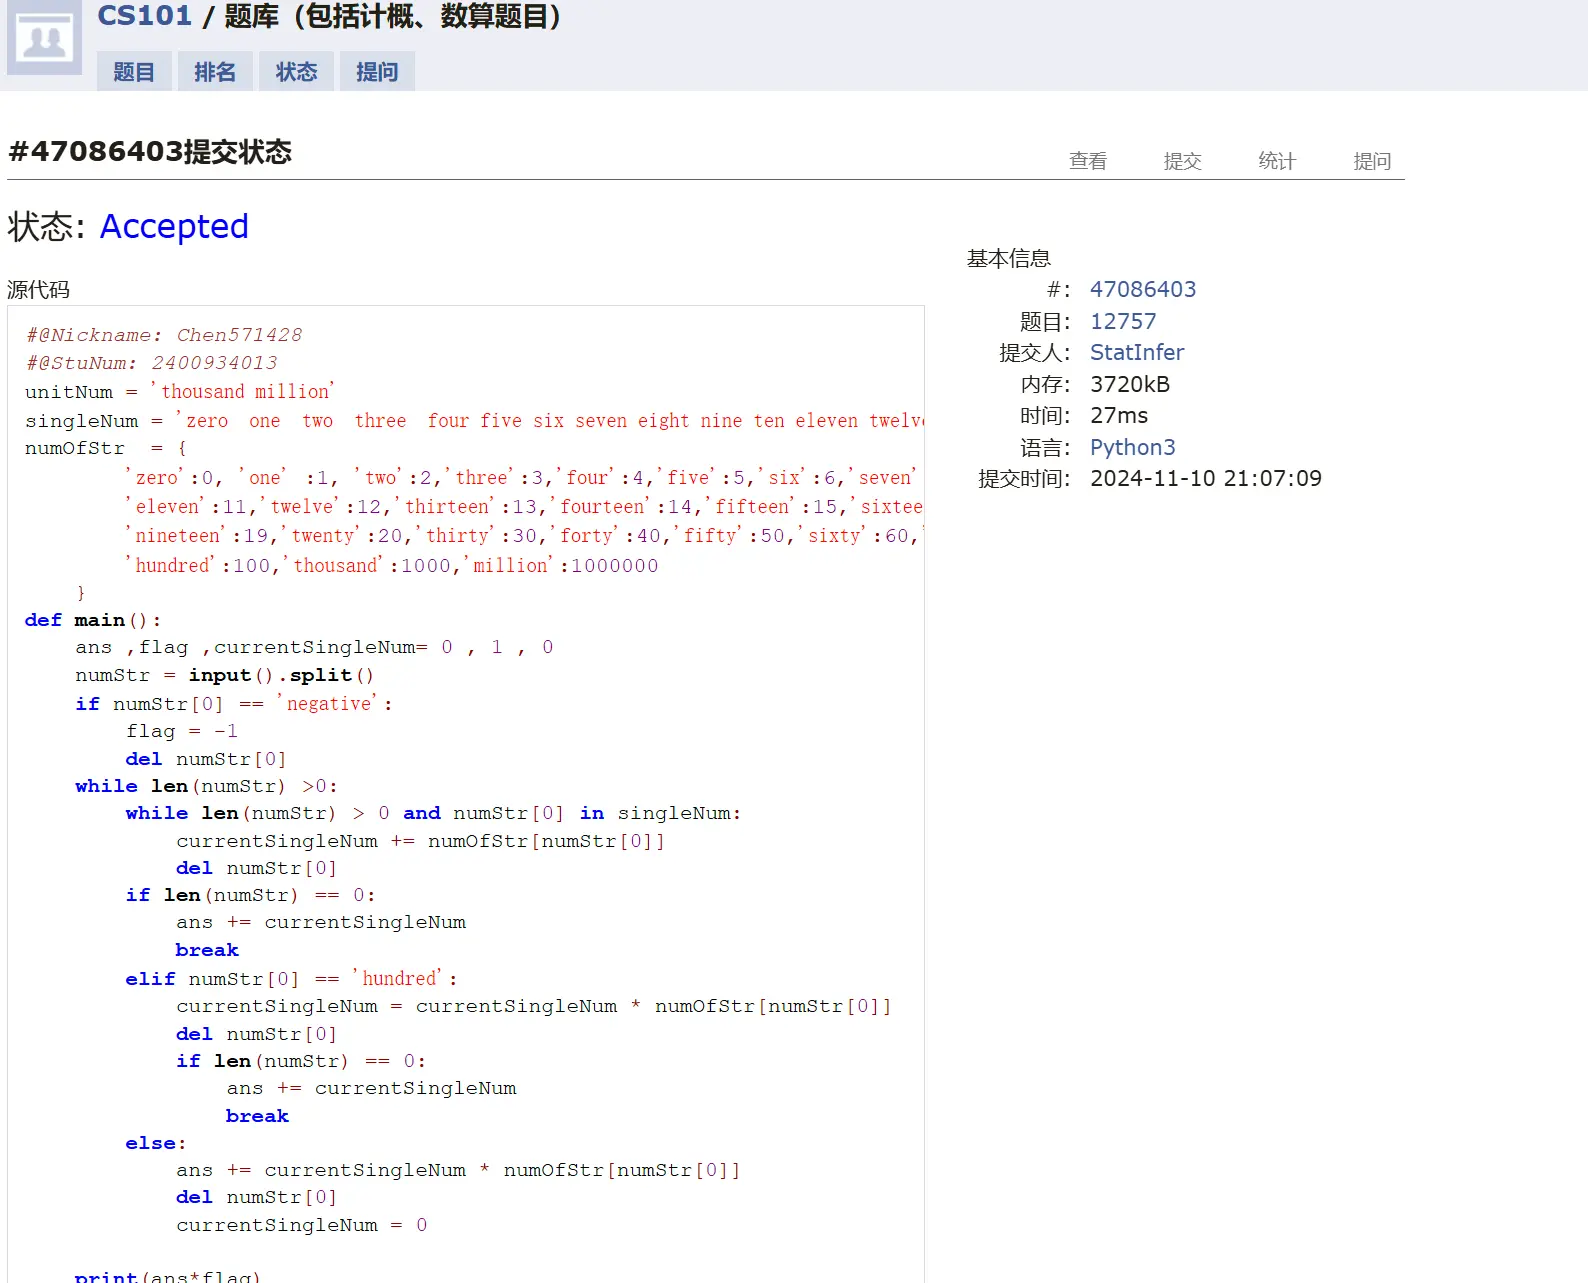 CS101 / 题库 (包括计概、数算题目)
题目 排名 状态 提问
#47086403提交状态
查看 提交 统计 提问
状态: Accepted
基本信息
#: 47086403
题目: 12757
提交人: StatInfer
内存: 3720kB
时间: 27ms
语言: Python3
提交时间: 2024-11-10 21:07:09
源代码
#@Nickname: Chen571428
#@StuNum: 2400934013
unitNum = 'thousand million'
singleNum = 'zero  one  two  three  four five six seven eight nine ten eleven twelve
numOfStr  = {
        'zero':0, 'one' :1, 'two':2,'three':3,'four':4,'five':5,'six':6,'seven'
        'eleven':11,'twelve':12,'thirteen':13,'fourteen':14,'fifteen':15,'sixtee
        'nineteen':19,'twenty':20,'thirty':30,'forty':40,'fifty':50,'sixty':60,'
        'hundred':100,'thousand':1000,'million':1000000
    }
def main():
    ans ,flag ,currentSingleNum= 0 , 1 , 0
    numStr = input().split()
    if numStr[0] == 'negative':
        flag = -1
        del numStr[0]
    while len(numStr) >0:
        while len(numStr) > 0 and numStr[0] in singleNum:
            currentSingleNum += numOfStr[numStr[0]]
            del numStr[0]
        if len(numStr) == 0:
            ans += currentSingleNum
            break
        elif numStr[0] == 'hundred':
            currentSingleNum = currentSingleNum * numOfStr[numStr[0]]
            del numStr[0]
            if len(numStr) == 0:
                ans += currentSingleNum
                break
        else:
            ans += currentSingleNum * numOfStr[numStr[0]]
            del numStr[0]
            currentSingleNum = 0
    print(ans*flag)